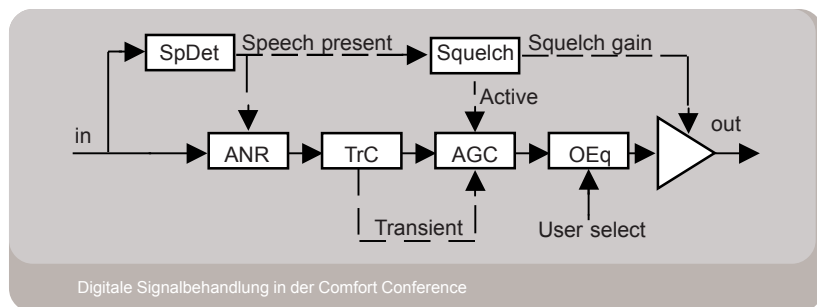 SpDet
Speech present
Squelch
Squelch gain
Active
in
out
ANR
TrC
AGC
OEq
Transient
User select
Digitale Signalbehandlung in der Comfort Conference